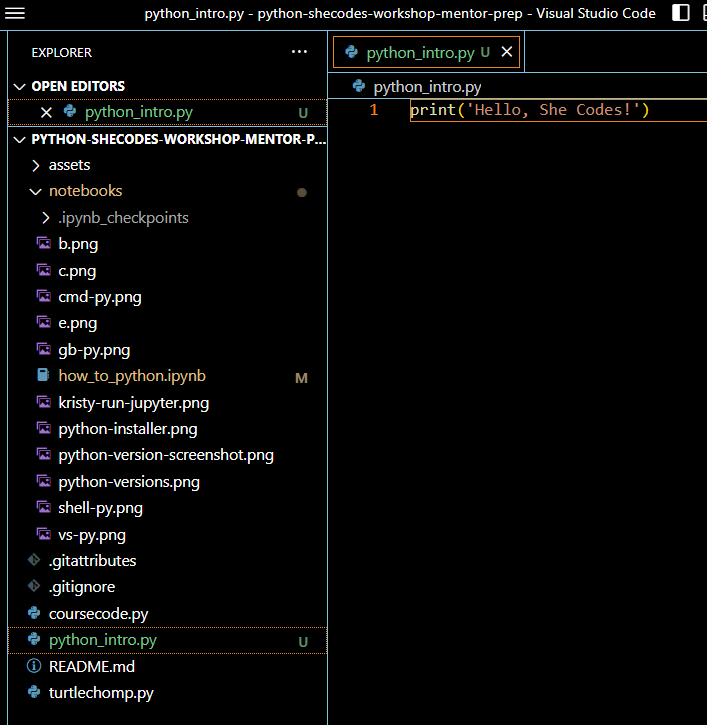 python_intro.py - python-shecodes-workshop-mentor-prep - Visual Studio Code
EXPLORER
OPEN EDITORS
python_intro.py U
PYTHON-SHECODES-WORKSHOP-MENTOR-P...
assets
notebooks
.ipynb_checkpoints
b.png
c.png
cmd-py.png
e.png
gb-py.png
how_to_python.ipynb M
kristy-run-jupyter.png
python-installer.png
python-version-screenshot.png
python-versions.png
shell-py.png
vs-py.png
.gitattributes
.gitignore
coursecode.py
python_intro.py U
README.md
turtlechomp.py
python_intro.py U
python_intro.py
1 print('Hello, She Codes!')